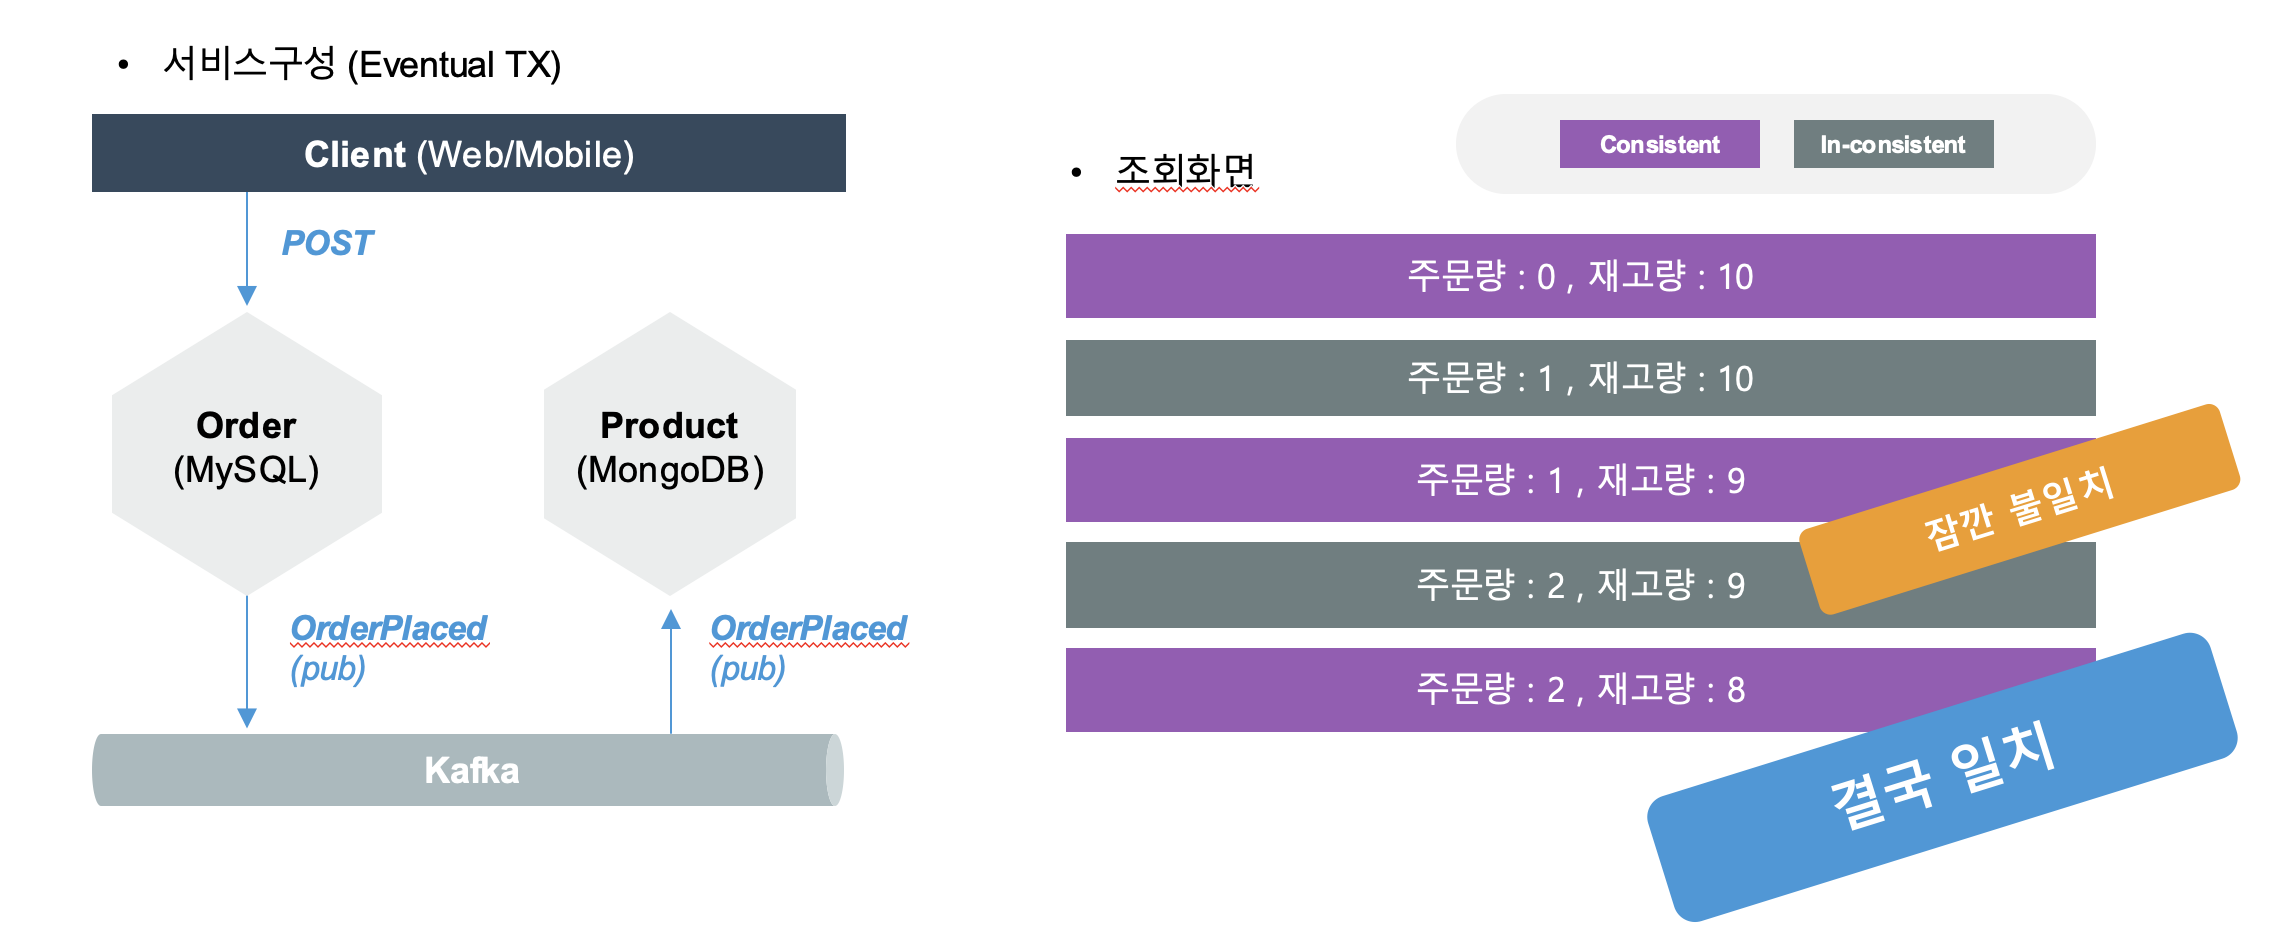 • 서비스구성 (Eventual TX)
Client (Web/Mobile)
POST
Order
(MySQL)
Product
(MongoDB)
OrderPlaced
(pub)
OrderPlaced
(pub)
Kafka
• 조회화면
Consistent
In-consistent
주문량 : 0 , 재고량 : 10
주문량 : 1 , 재고량 : 10
주문량 : 1 , 재고량 : 9
잠깐 불일치
주문량 : 2 , 재고량 : 9
주문량 : 2 , 재고량 : 8
결국 일치